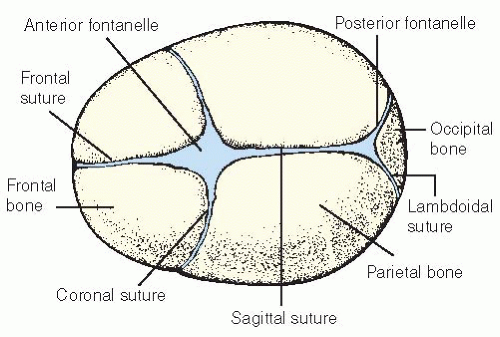 Anterior fontanelle
Posterior fontanelle
Frontal
suture
Occipital
bone
Frontal
bone
Lambdoidal
suture
Parietal bone
Coronal suture
Sagittal suture